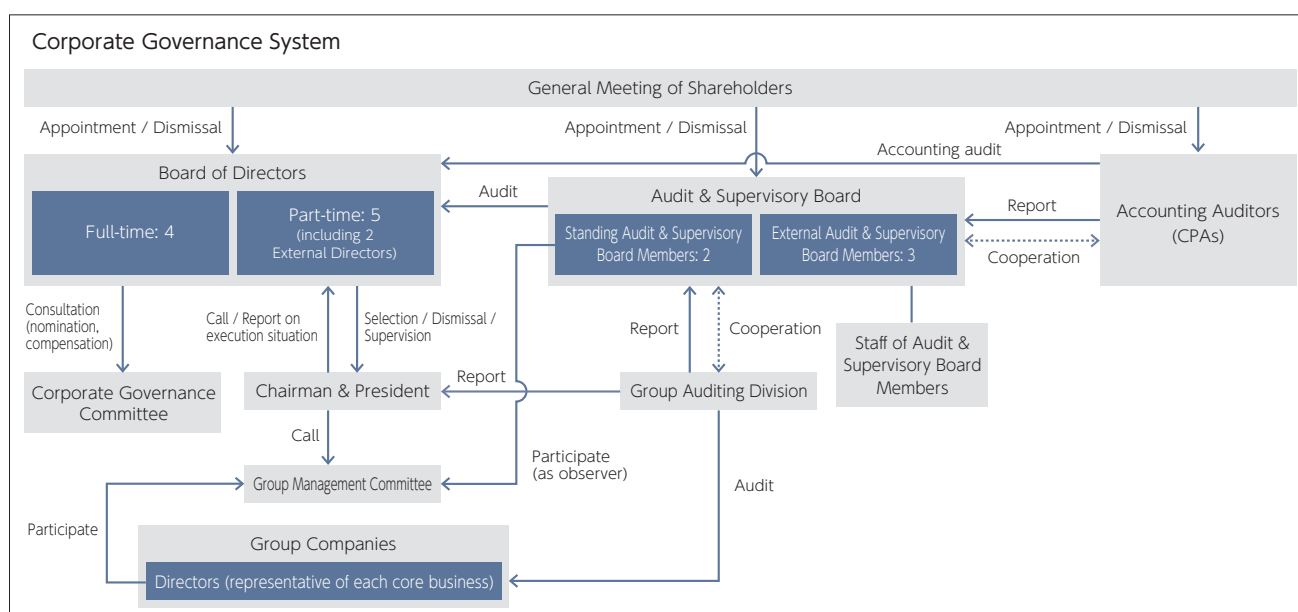 Corporate Governance System
General Meeting of Shareholders
Appointment / Dismissal
Appointment / Dismissal
Appointment / Dismissal
Accounting audit
Board of Directors
Full-time: 4
Part-time: 5
(including 2
External Directors)
Audit
Audit & Supervisory Board
Standing Audit & Supervisory
Board Members: 2
External Audit & Supervisory
Board Members: 3
Report
Cooperation
Accounting Auditors
(CPAs)
Consultation
(nomination,
compensation)
Call / Report on
execution situation
Selection / Dismissal /
Supervision
Report
Cooperation
Staff of Audit &
Supervisory Board
Members
Corporate Governance
Committee
Chairman & President
Report
Group Auditing Division
Call
Participate
(as observer)
Group Management Committee
Audit
Participate
Group Companies
Directors (representative of each core business)